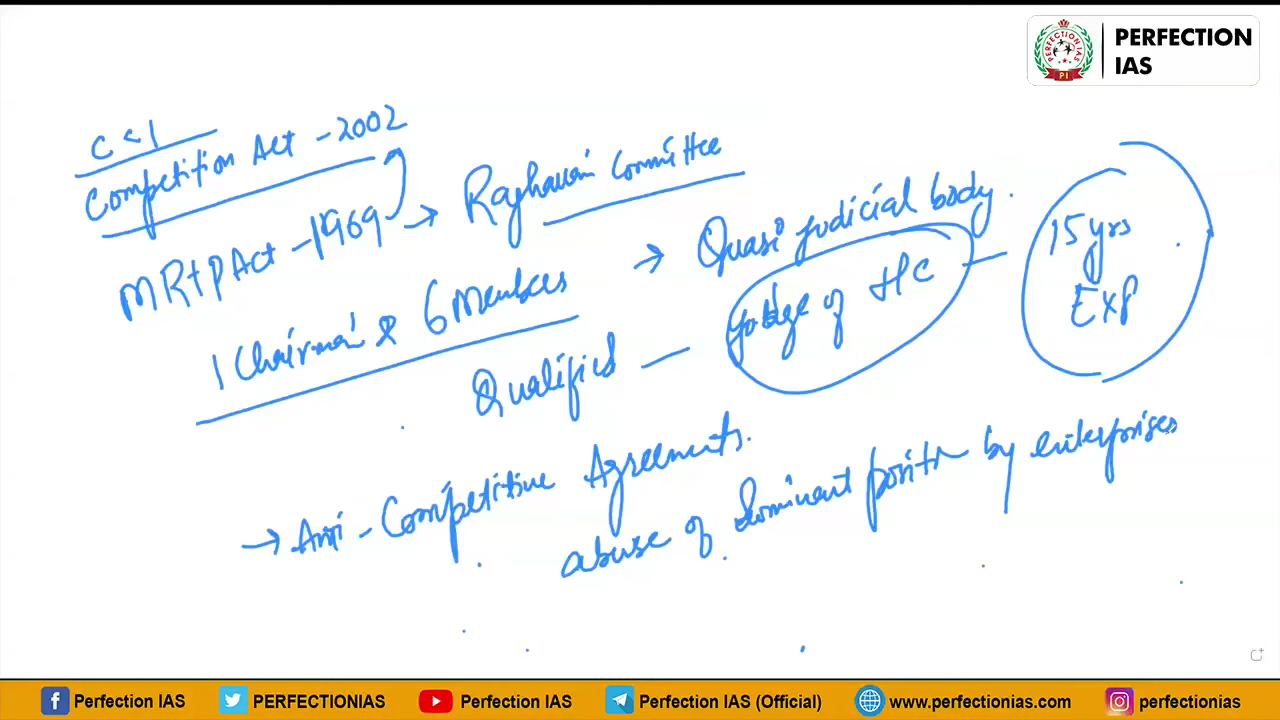 PERFECTION
IAS
CCI
Competition Act - 2002
MRTP Act - 1969 → Raghavan Committee
1 Chairman & 6 Members → Quasi judicial body.
Qualified — judge of HC — 15 yrs
Exp
→ Anti-Competitive Agreements.
abuse of dominant positn by enterprises
Perfection IAS
PERFECTIONIAS
Perfection IAS
Perfection IAS (Official)
www.perfectionias.com
perfectionias